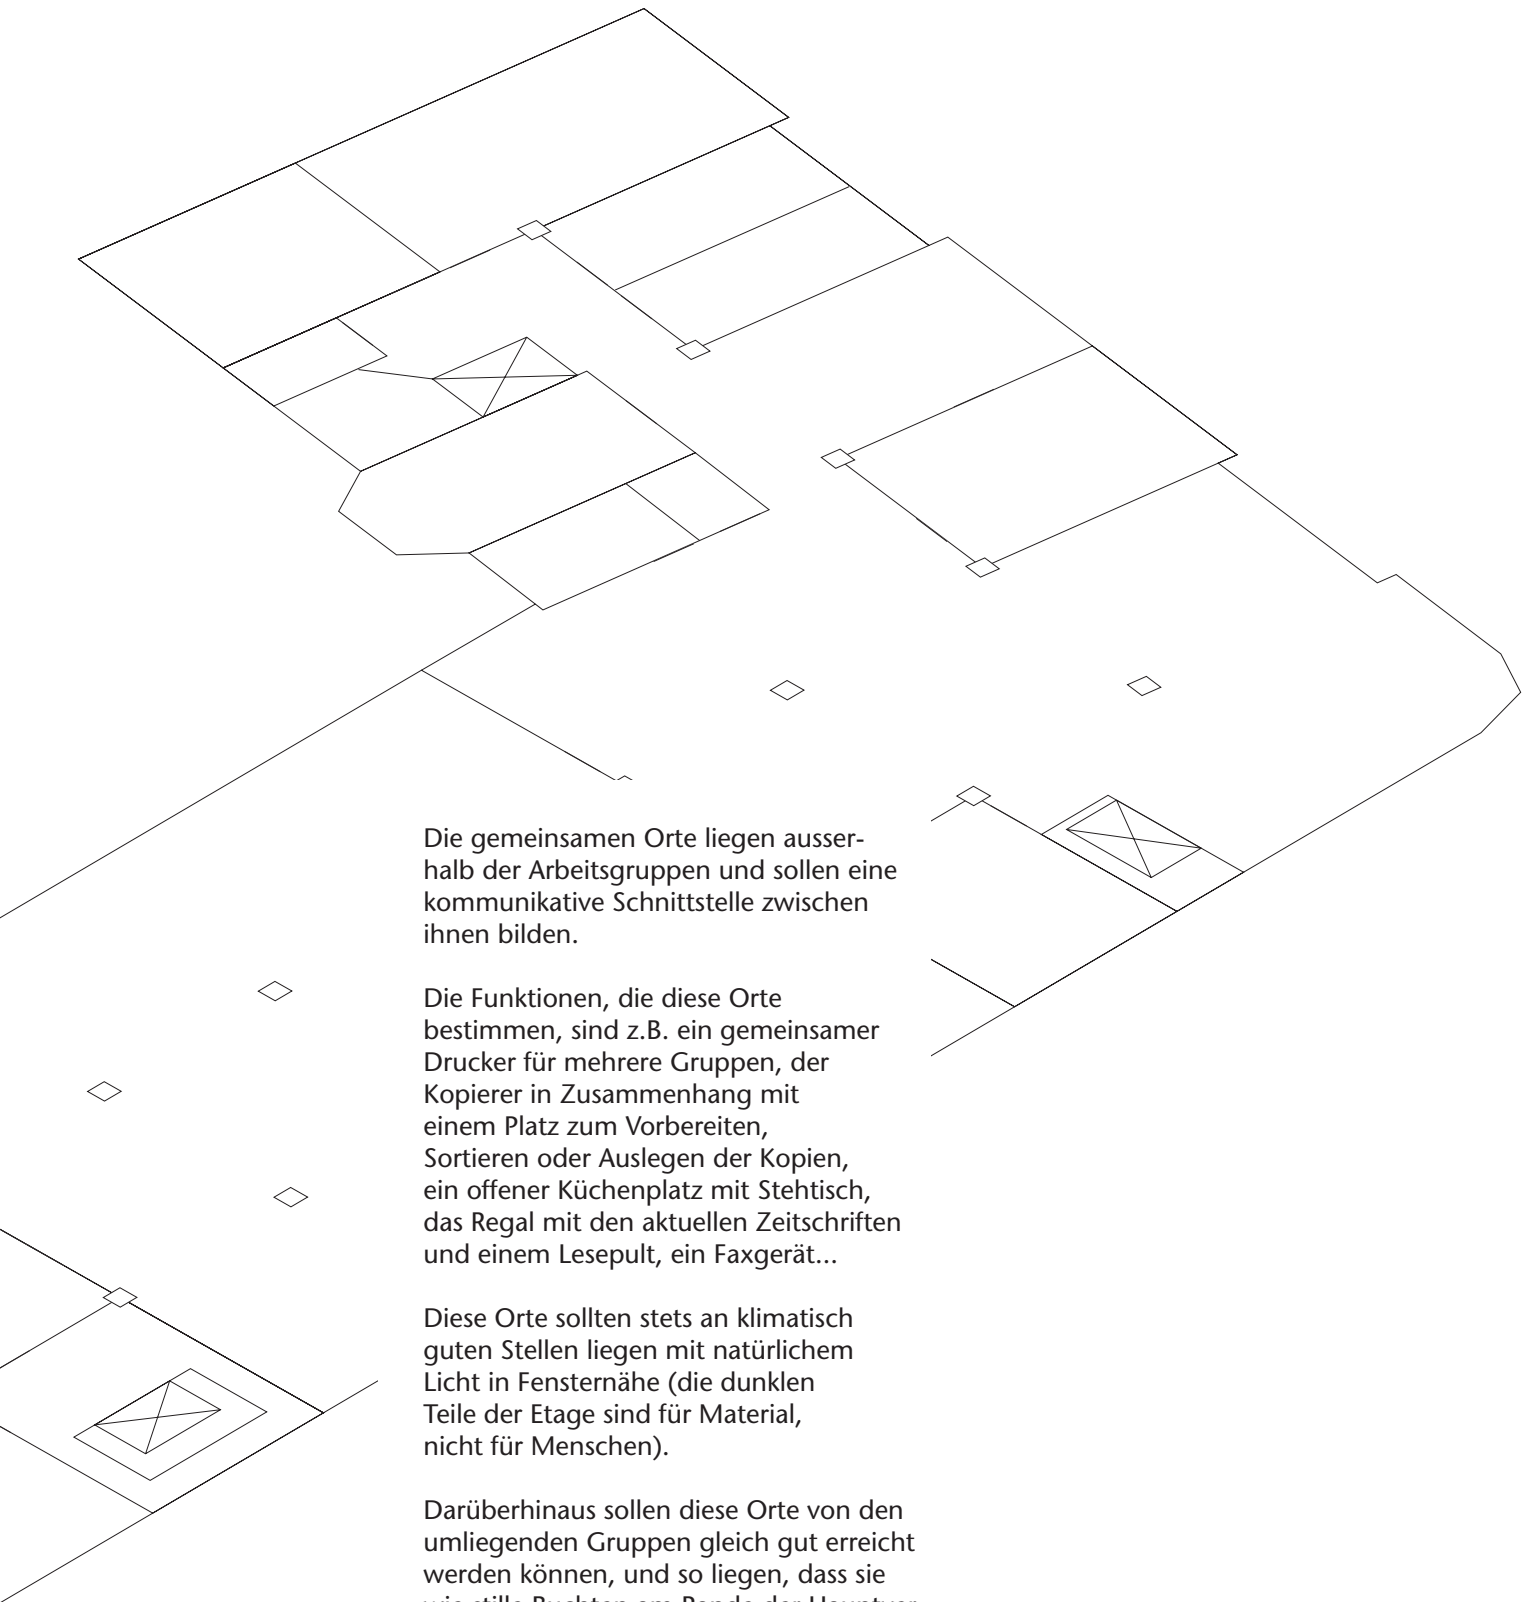 Die gemeinsamen Orte liegen ausser-
halb der Arbeitsgruppen und sollen eine
kommunikative Schnittstelle zwischen
ihnen bilden.
Die Funktionen, die diese Orte
bestimmen, sind z.B. ein gemeinsamer
Drucker für mehrere Gruppen, der
Kopierer in Zusammenhang mit
einem Platz zum Vorbereiten,
Sortieren oder Auslegen der Kopien,
ein offener Küchenplatz mit Stehtisch,
das Regal mit den aktuellen Zeitschriften
und einem Lesepult, ein Faxgerät...
Diese Orte sollten stets an klimatisch
guten Stellen liegen mit natürlichem
Licht in Fensternähe (die dunklen
Teile der Etage sind für Material,
nicht für Menschen).
Darüberhinaus sollen diese Orte von den
umliegenden Gruppen gleich gut erreicht
werden können, und so liegen, dass sie